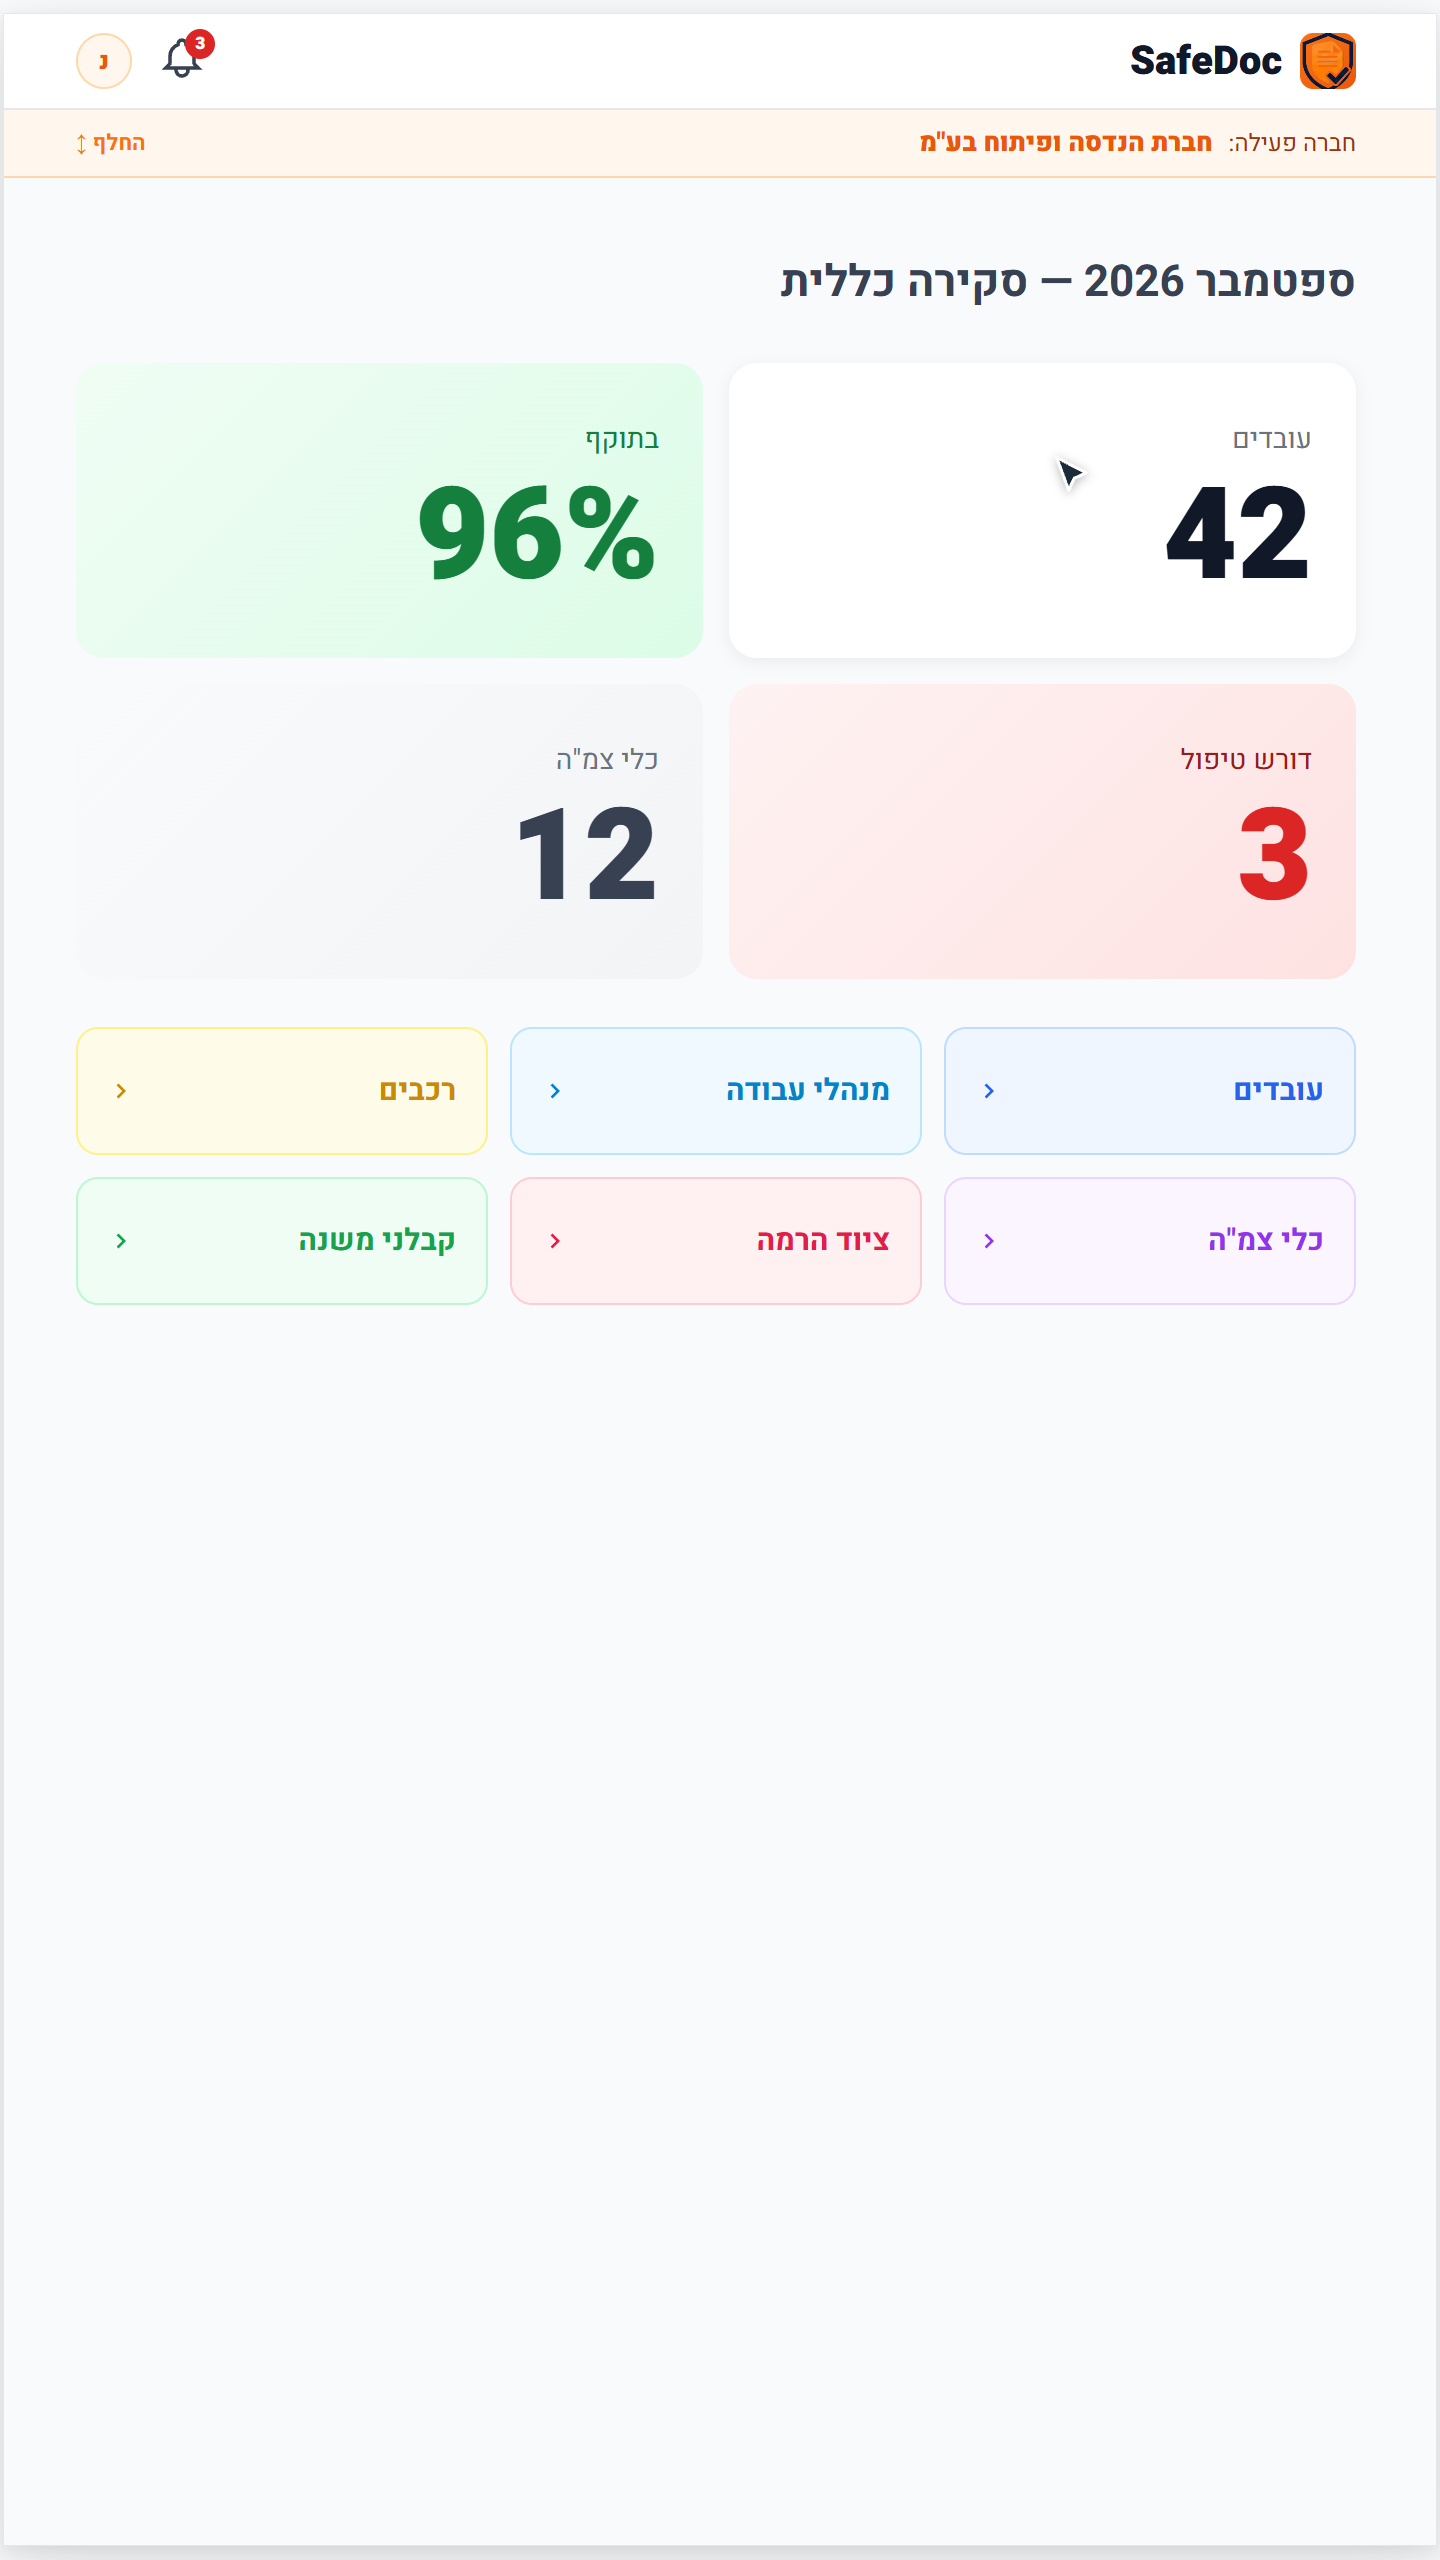 SafeDoc
3
נ
חברה פעילה: חברת הנדסה ופיתוח בע"מ
החלף ↕
ספטמבר 2026 — סקירה כללית
עובדים
42
בתוקף
96%
דורש טיפול
3
כלי צמ"ה
12
עובדים ›
מנהלי עבודה ›
רכבים ›
כלי צמ"ה ›
ציוד הרמה ›
קבלני משנה ›